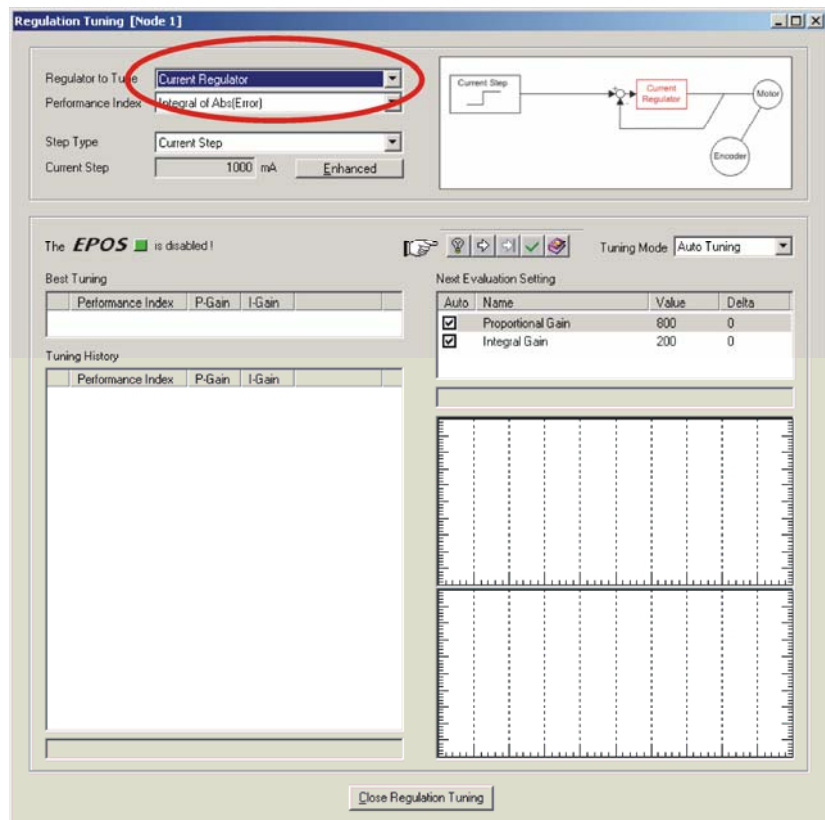 Regulation Tuning [Node 1]
Regulator to Tune Current Regulator
Performance Index Integral of Abs(Error)
Step Type Current Step
Current Step 1000 mA Enhanced
Current Step
Current
Regulator
Motor
Encoder
The EPOS is disabled !
Tuning Mode Auto Tuning
Best Tuning
Performance Index P-Gain I-Gain
Next Evaluation Setting
Auto Name Value Delta
Proportional Gain 800 0
Integral Gain 200 0
Tuning History
Performance Index P-Gain I-Gain
Close Regulation Tuning